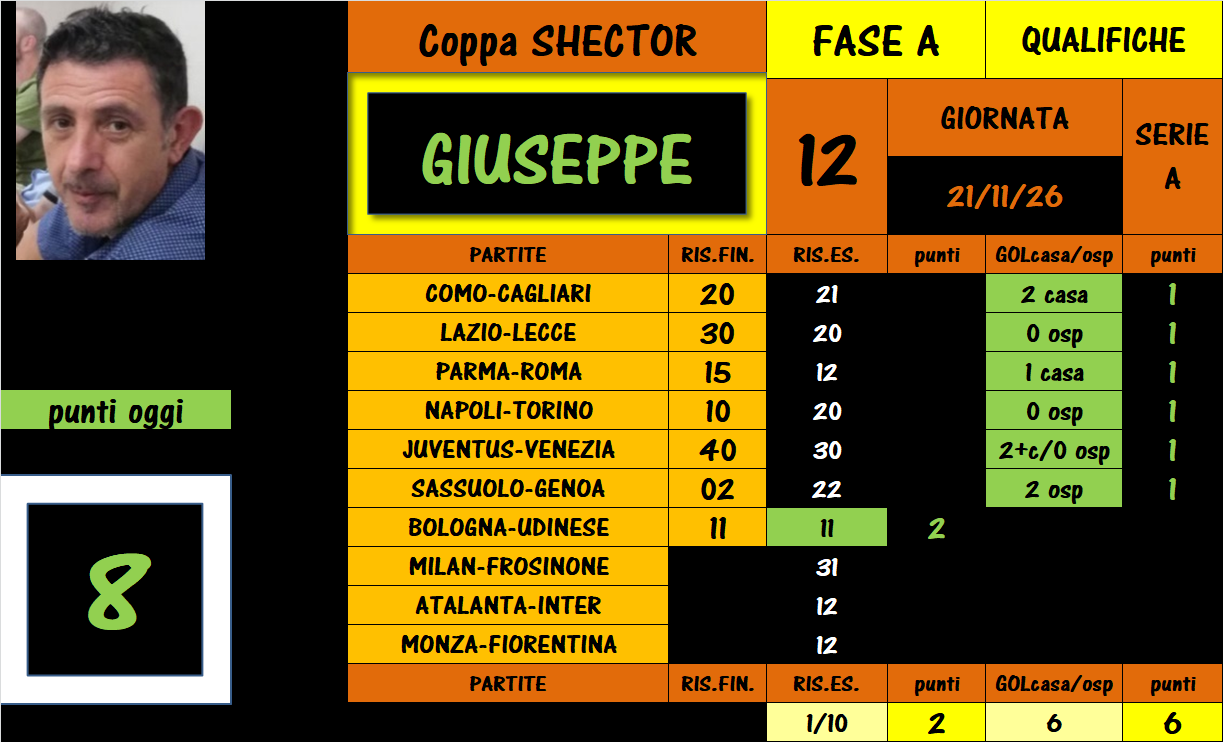 Coppa SHECTOR FASE A QUALIFICHE
GIUSEPPE 12 GIORNATA SERIE A
21/11/26
PARTITE RIS.FIN. RIS.ES. punti GOLcasa/osp punti
COMO-CAGLIARI 20 21 2 casa 1
LAZIO-LECCE 30 20 0 osp 1
PARMA-ROMA 15 12 1 casa 1
punti oggi
NAPOLI-TORINO 10 20 0 osp 1
JUVENTUS-VENEZIA 40 30 2+c/0 osp 1
SASSUOLO-GENOA 02 22 2 osp 1
BOLOGNA-UDINESE 11 11 2
8
MILAN-FROSINONE 31
ATALANTA-INTER 12
MONZA-FIORENTINA 12
PARTITE RIS.FIN. RIS.ES. punti GOLcasa/osp punti
1/10 2 6 6